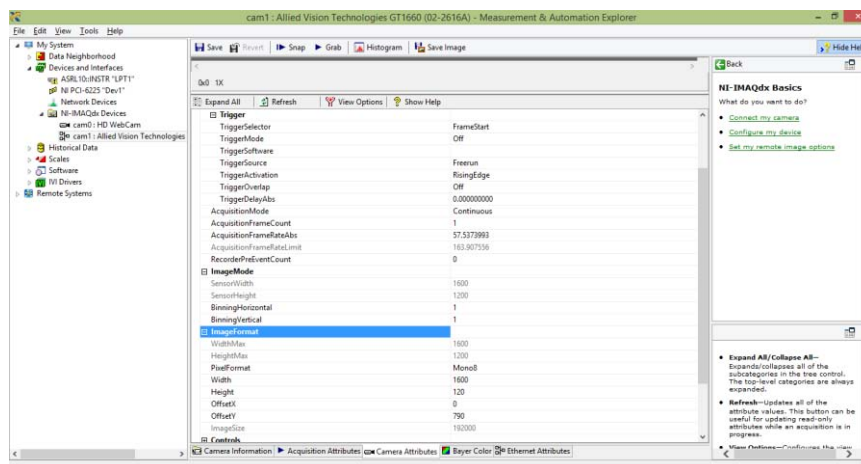 cam1 : Allied Vision Technologies GT1660 (02-2616A) - Measurement & Automation Explorer
File Edit View Tools Help
My System
Data Neighborhood
Devices and Interfaces
ASRL10::INSTR "LPT1"
NI PCI-6225 "Dev1"
Network Devices
NI-IMAQdx Devices
cam0 : HD WebCam
cam1 : Allied Vision Technologies
Historical Data
Scales
Software
IVI Drivers
Remote Systems
Save Revert Snap Grab Histogram Save Image
0x0 1X
Expand All Refresh View Options Show Help
Trigger
TriggerSelector FrameStart
TriggerMode Off
TriggerSoftware
TriggerSource Freerun
TriggerActivation RisingEdge
TriggerOverlap Off
TriggerDelayAbs 0.000000000
AcquisitionMode Continuous
AcquisitionFrameCount 1
AcquisitionFrameRateAbs 57.5373993
AcquisitionFrameRateLimit 163.907556
RecorderPreEventCount 0
ImageMode
SensorWidth 1600
SensorHeight 1200
BinningHorizontal 1
BinningVertical 1
ImageFormat
WidthMax 1600
HeightMax 1200
PixelFormat Mono8
Width 1600
Height 120
OffsetX 0
OffsetY 790
ImageSize 192000
Controls
Camera Information Acquisition Attributes Camera Attributes Bayer Color Ethernet Attributes
Hide Hel
Back
NI-IMAQdx Basics
What do you want to do?
Connect my camera
Configure my device
Set my remote image options
Expand All/Collapse All—
Expands/collapses all of the
subcategories in the tree control.
The top-level categories are always
expanded.
Refresh—Updates all of the
attribute values. This button can be
useful for updating read-only
attributes while an acquisition is in
progress.
View Options—Configures the view